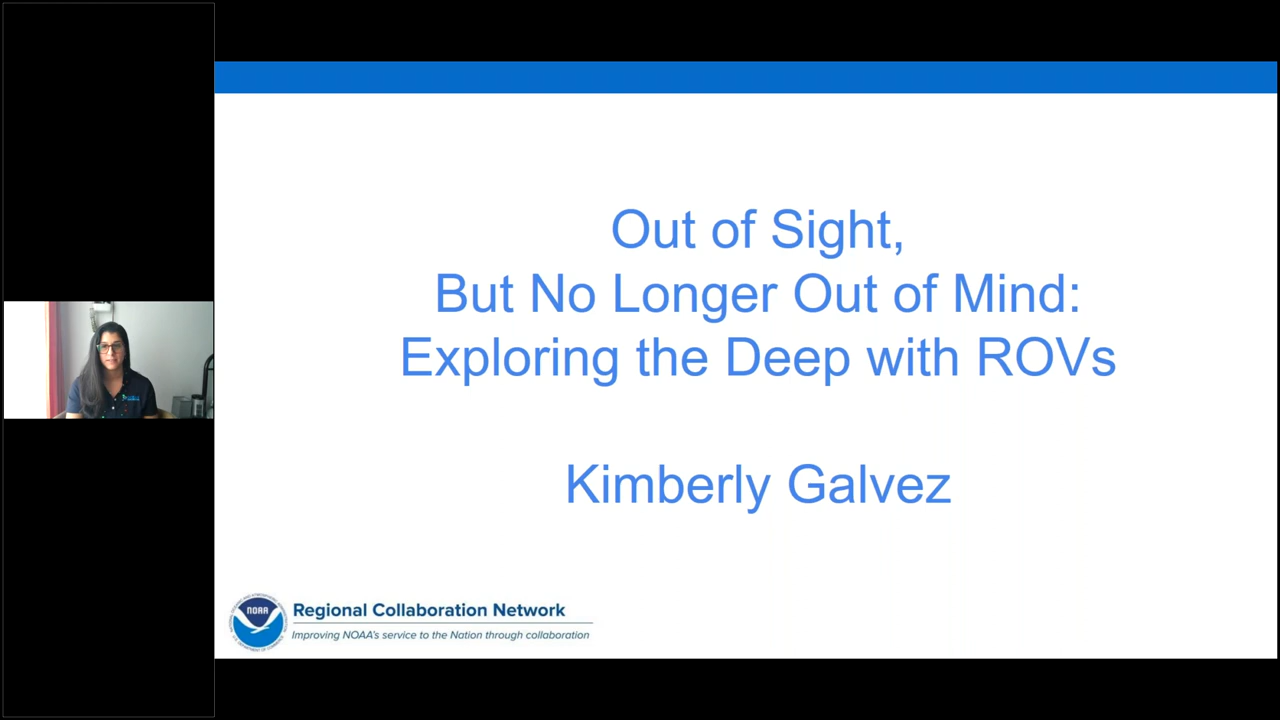 Out of Sight,
But No Longer Out of Mind:
Exploring the Deep with ROVs
Kimberly Galvez
NOAA
Regional Collaboration Network
Improving NOAA's service to the Nation through collaboration